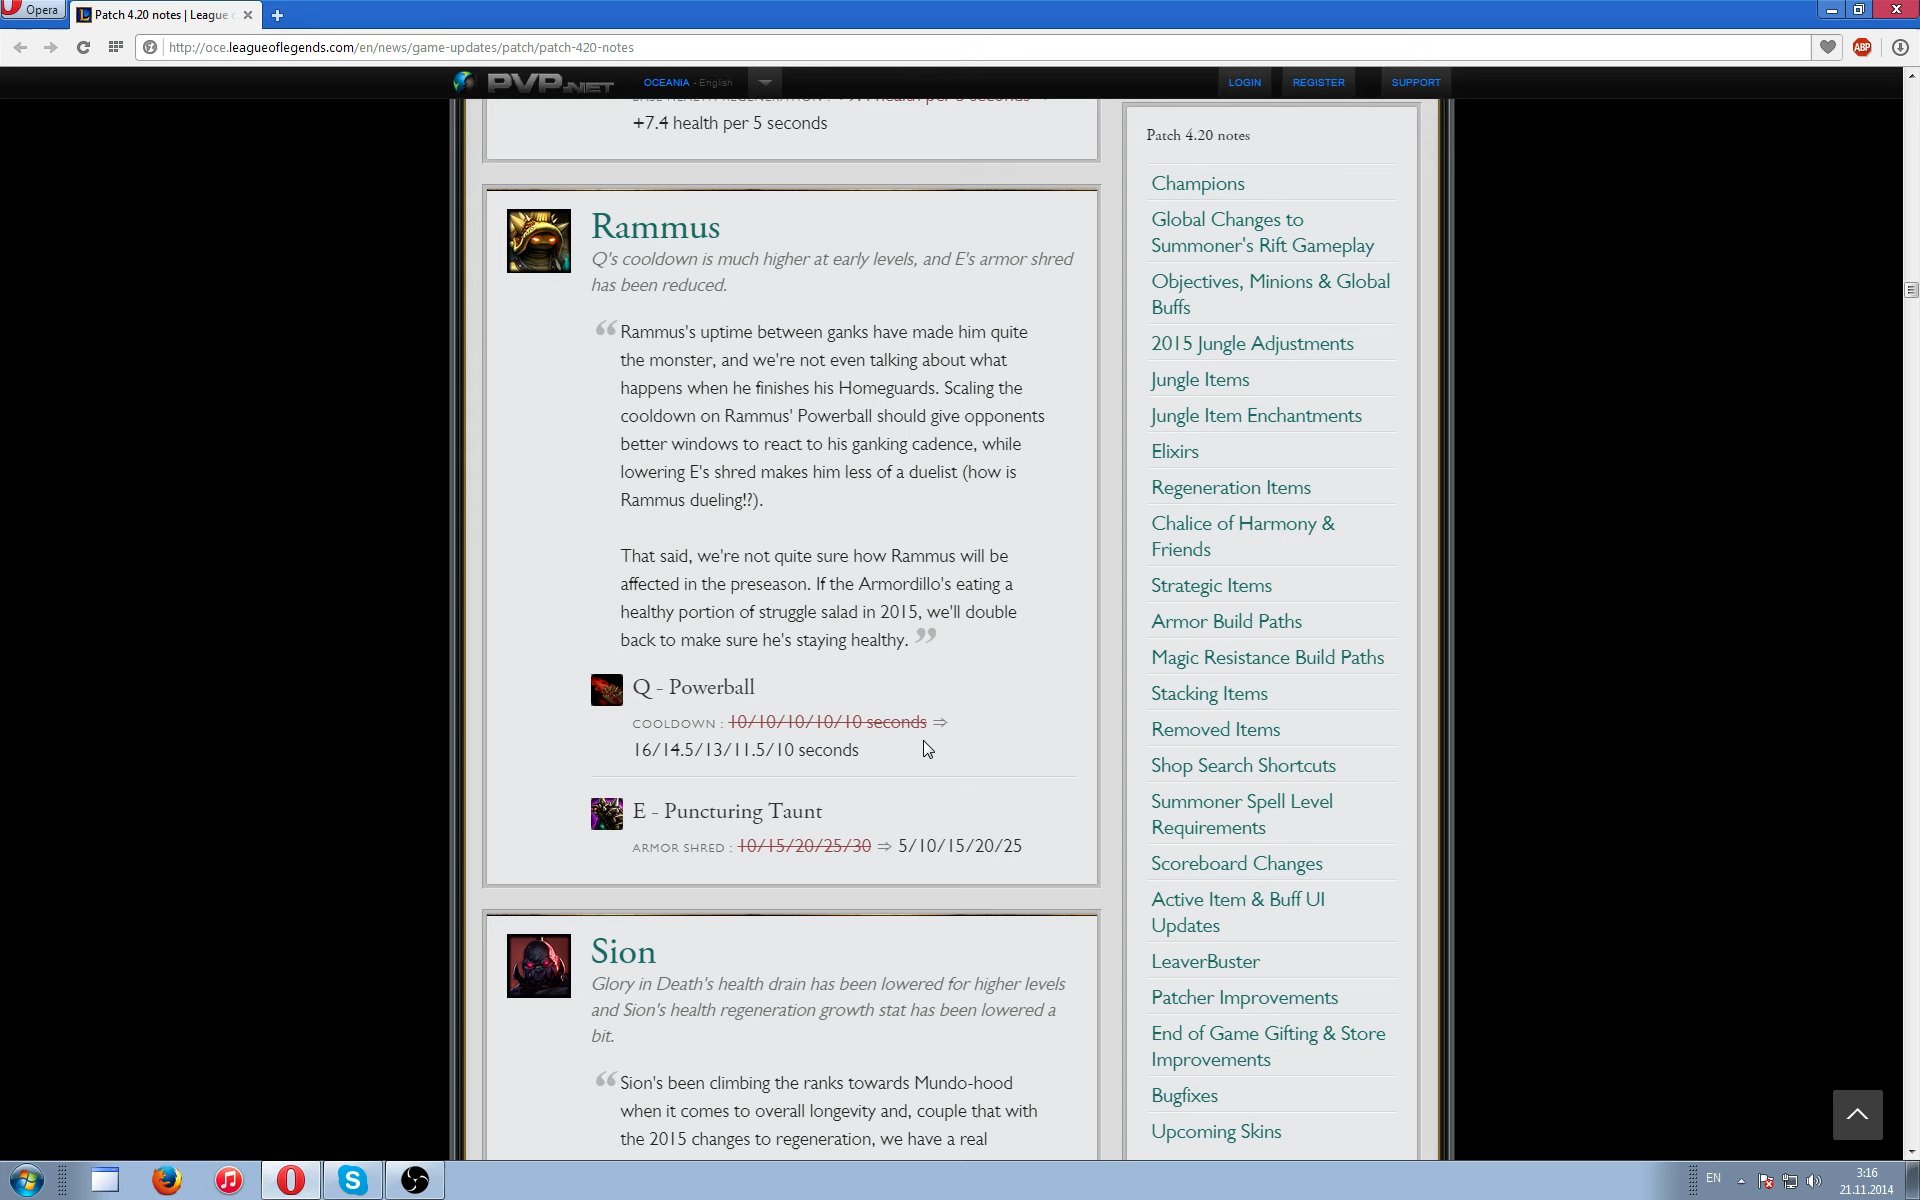 Opera
Patch 4.20 notes | League
http://oce.leagueoflegends.com/en/news/game-updates/patch/patch-420-notes
ABP
PVP.NET
OCEANIA - English
LOGIN
REGISTER
SUPPORT
+7.4 health per 5 seconds
Rammus
Q's cooldown is much higher at early levels, and E's armor shred
has been reduced.
“ Rammus's uptime between ganks have made him quite
the monster, and we're not even talking about what
happens when he finishes his Homeguards. Scaling the
cooldown on Rammus' Powerball should give opponents
better windows to react to his ganking cadence, while
lowering E's shred makes him less of a duelist (how is
Rammus dueling!?).
That said, we're not quite sure how Rammus will be
affected in the preseason. If the Armordillo's eating a
healthy portion of struggle salad in 2015, we'll double
back to make sure he's staying healthy. ”
Q - Powerball
COOLDOWN : 10/10/10/10/10 seconds ⇒
16/14.5/13/11.5/10 seconds
E - Puncturing Taunt
ARMOR SHRED : 10/15/20/25/30 ⇒ 5/10/15/20/25
Sion
Glory in Death's health drain has been lowered for higher levels
and Sion's health regeneration growth stat has been lowered a
bit.
“ Sion's been climbing the ranks towards Mundo-hood
when it comes to overall longevity and, couple that with
the 2015 changes to regeneration, we have a real
Patch 4.20 notes
Champions
Global Changes to
Summoner's Rift Gameplay
Objectives, Minions & Global
Buffs
2015 Jungle Adjustments
Jungle Items
Jungle Item Enchantments
Elixirs
Regeneration Items
Chalice of Harmony &
Friends
Strategic Items
Armor Build Paths
Magic Resistance Build Paths
Stacking Items
Removed Items
Shop Search Shortcuts
Summoner Spell Level
Requirements
Scoreboard Changes
Active Item & Buff UI
Updates
LeaverBuster
Patcher Improvements
End of Game Gifting & Store
Improvements
Bugfixes
Upcoming Skins
EN
3:16
21.11.2014